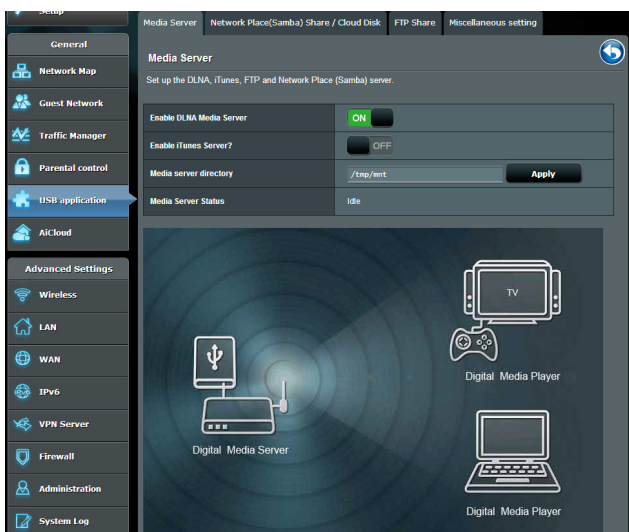 Setup
General
Network Map
Guest Network
Traffic Manager
Parental control
USB application
AiCloud
Advanced Settings
Wireless
LAN
WAN
IPv6
VPN Server
Firewall
Administration
System Log
Media Server
Network Place(Samba) Share / Cloud Disk
FTP Share
Miscellaneous setting
Media Server
Set up the DLNA, iTunes, FTP and Network Place (Samba) server.
Enable DLNA Media Server
ON
Enable iTunes Server?
OFF
Media server directory
/tmp/mnt
Apply
Media Server Status
Idle
TV
Digital Media Player
Digital Media Server
Digital Media Player